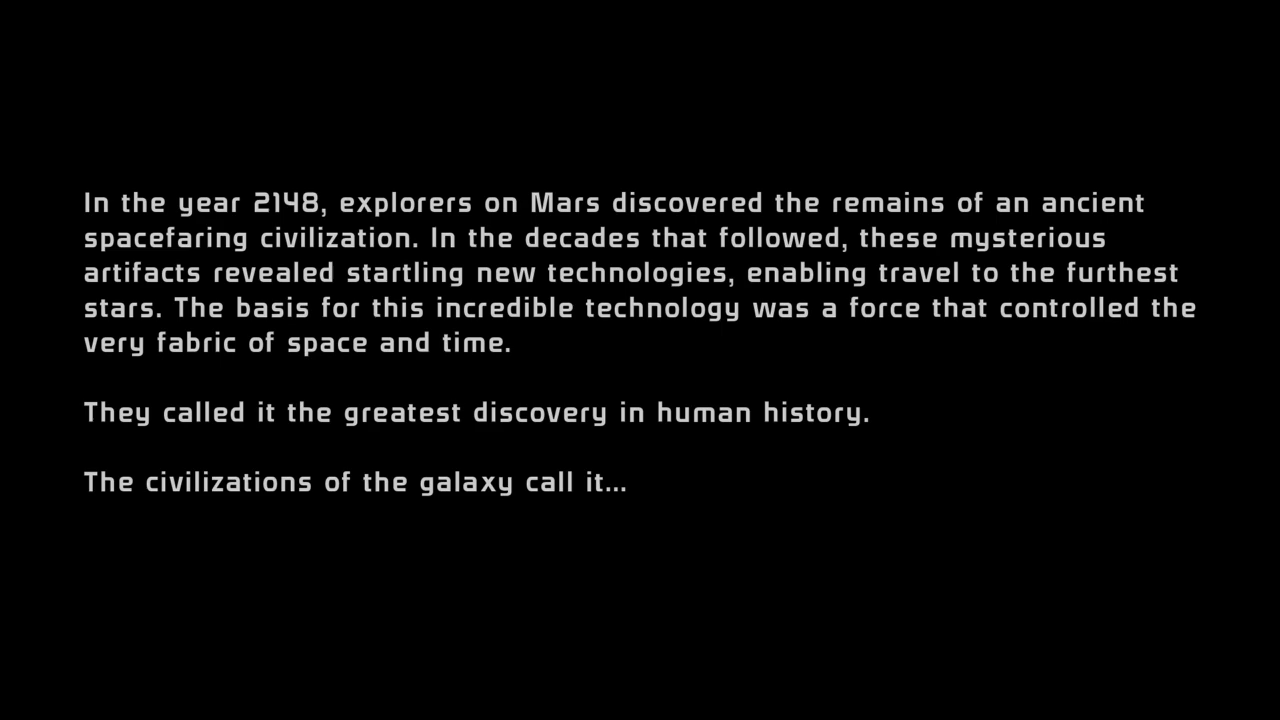 In the year 2148, explorers on Mars discovered the remains of an ancient
spacefaring civilization. In the decades that followed, these mysterious
artifacts revealed startling new technologies, enabling travel to the furthest
stars. The basis for this incredible technology was a force that controlled the
very fabric of space and time.
They called it the greatest discovery in human history.
The civilizations of the galaxy call it...